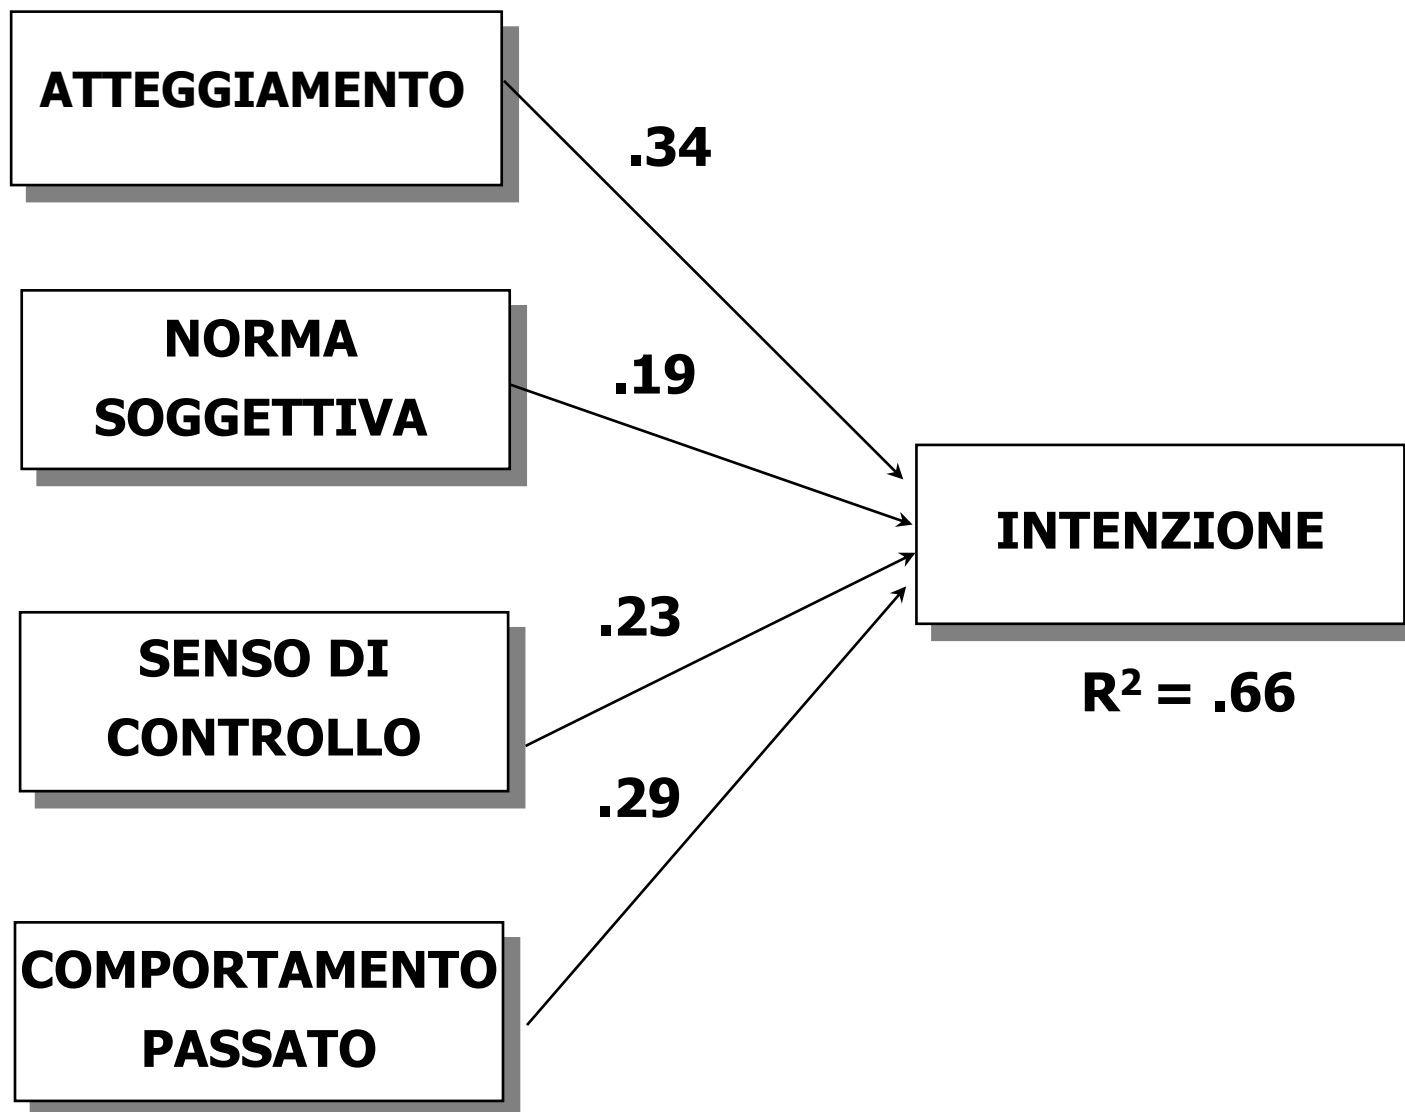 ATTEGGIAMENTO
.34
NORMA
SOGGETTIVA
.19
INTENZIONE
R² = .66
SENSO DI
CONTROLLO
.23
.29
COMPORTAMENTO
PASSATO